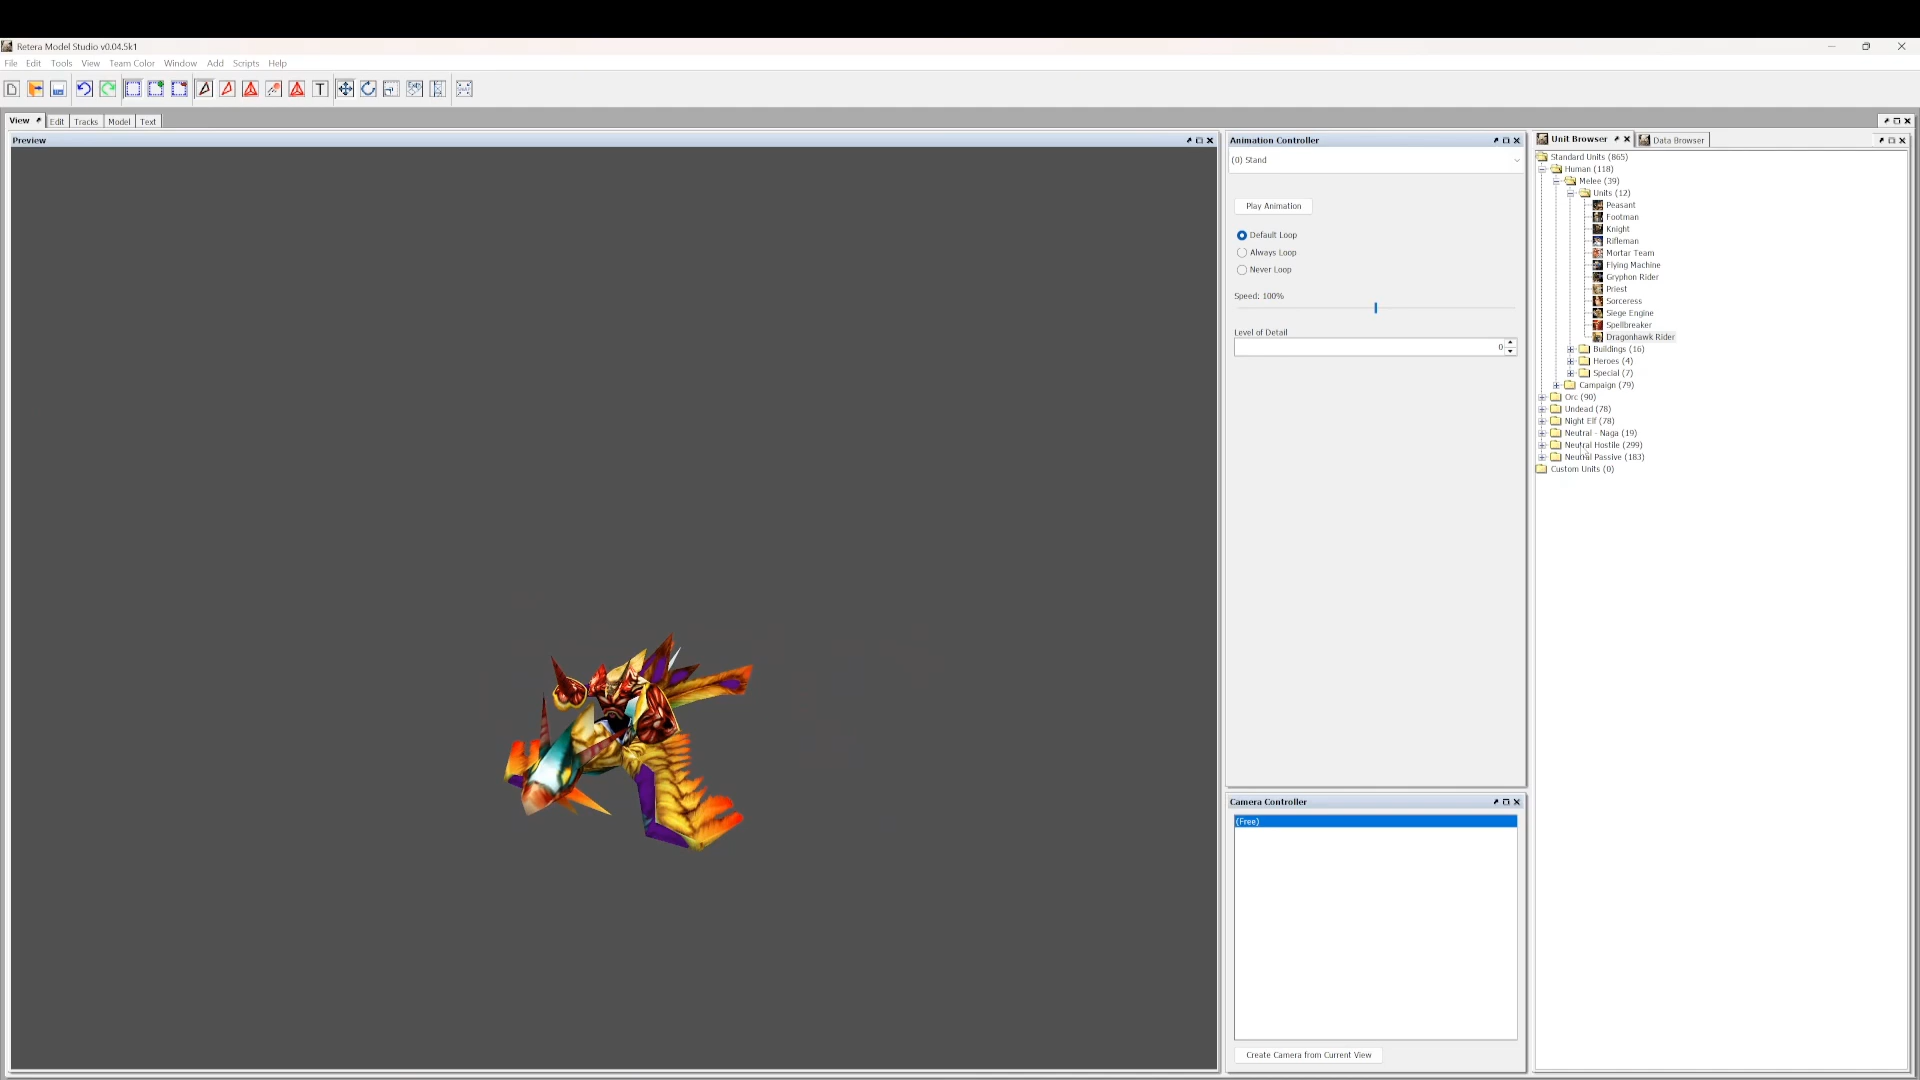 Retera Model Studio v0.04.5k1
File Edit Tools View Team Color Window Add Scripts Help
T
View Edit Tracks Model Text
Preview
Animation Controller
(0) Stand
Play Animation
Default Loop
Always Loop
Never Loop
Speed: 100%
Level of Detail
0
Camera Controller
(Free)
Create Camera from Current View
Unit Browser Data Browser
Standard Units (865)
Human (118)
Melee (39)
Units (12)
Peasant
Footman
Knight
Rifleman
Mortar Team
Flying Machine
Gryphon Rider
Priest
Sorceress
Siege Engine
Spellbreaker
Dragonhawk Rider
Buildings (16)
Heroes (4)
Special (7)
Campaign (79)
Orc (90)
Undead (78)
Night Elf (78)
Neutral - Naga (19)
Neutral Hostile (299)
Neutral Passive (183)
Custom Units (0)